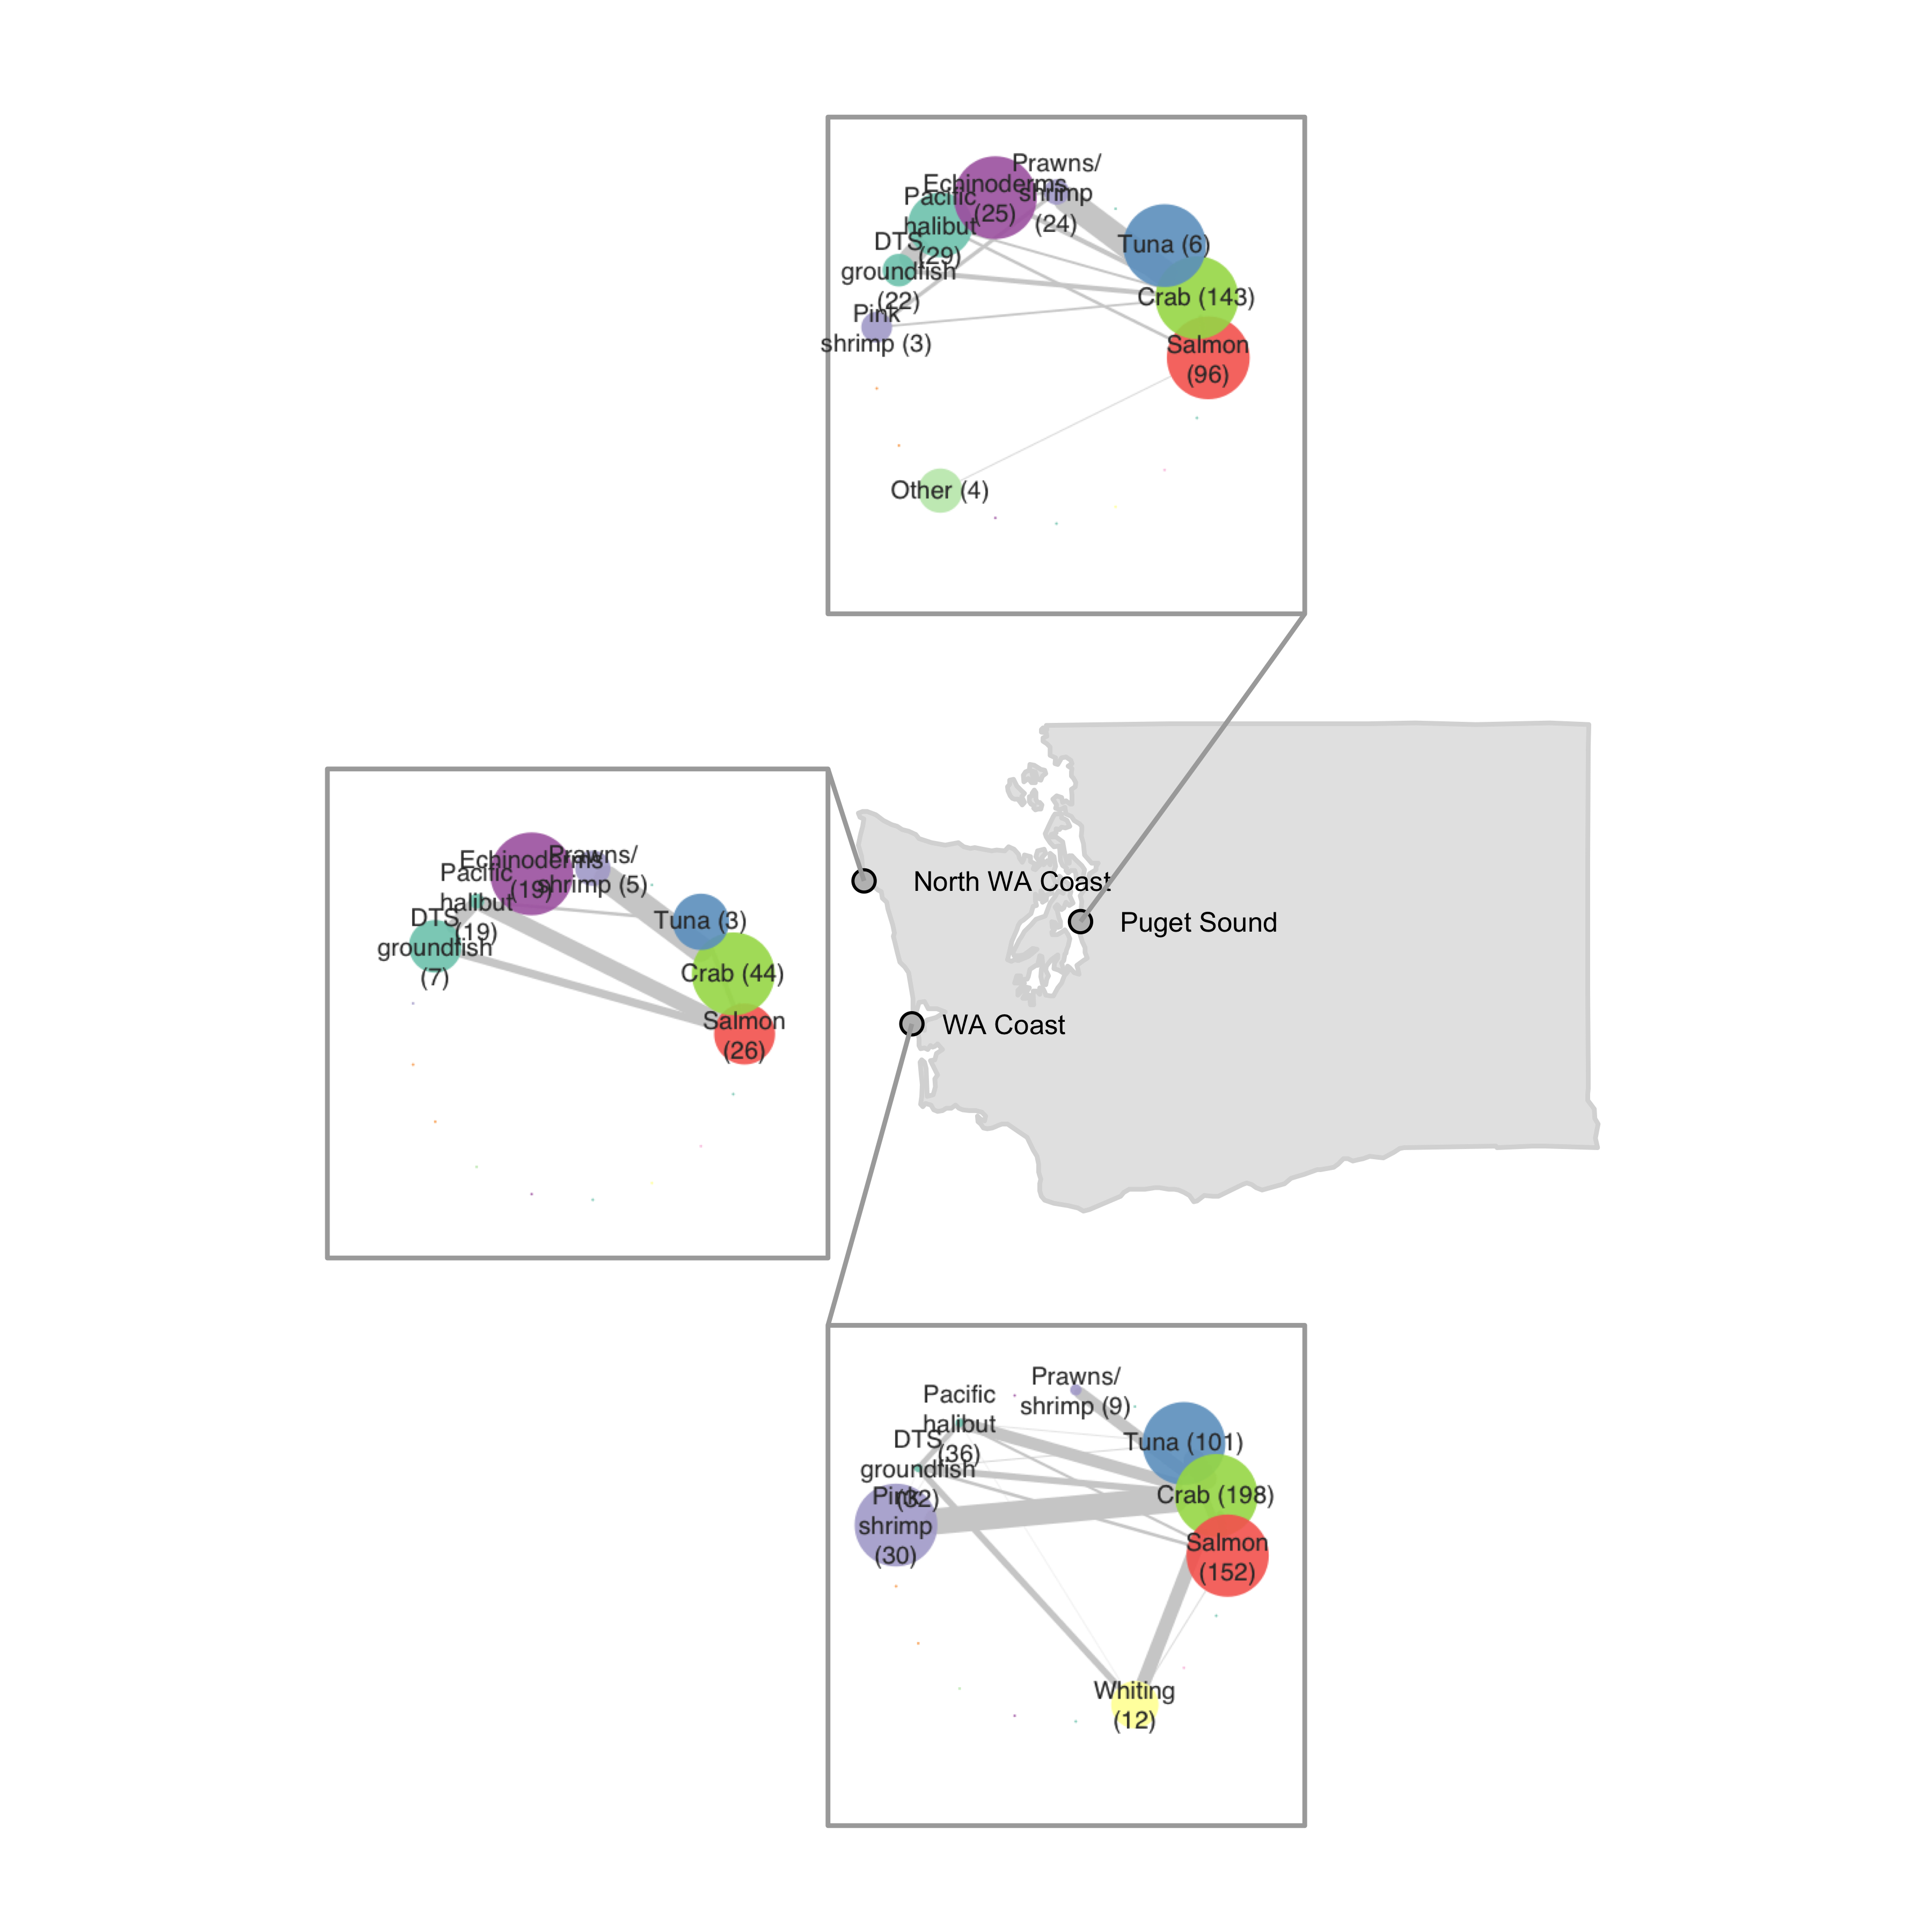 Prawns/
shrimp
(24)
Echinoderms
(25)
Pacific
halibut
(29)
DTS
groundfish
(22)
Pink
shrimp (3)
Tuna (6)
Crab (143)
Salmon
(96)
Other (4)
Prawns/
shrimp (5)
Echinoderms
(19)
Pacific
halibut
(19)
DTS
groundfish
(7)
Tuna (3)
Crab (44)
Salmon
(26)
North WA Coast
Puget Sound
WA Coast
Prawns/
shrimp (9)
Pacific
halibut
(36)
DTS
groundfish
(32)
Pink
shrimp
(30)
Tuna (101)
Crab (198)
Salmon
(152)
Whiting
(12)